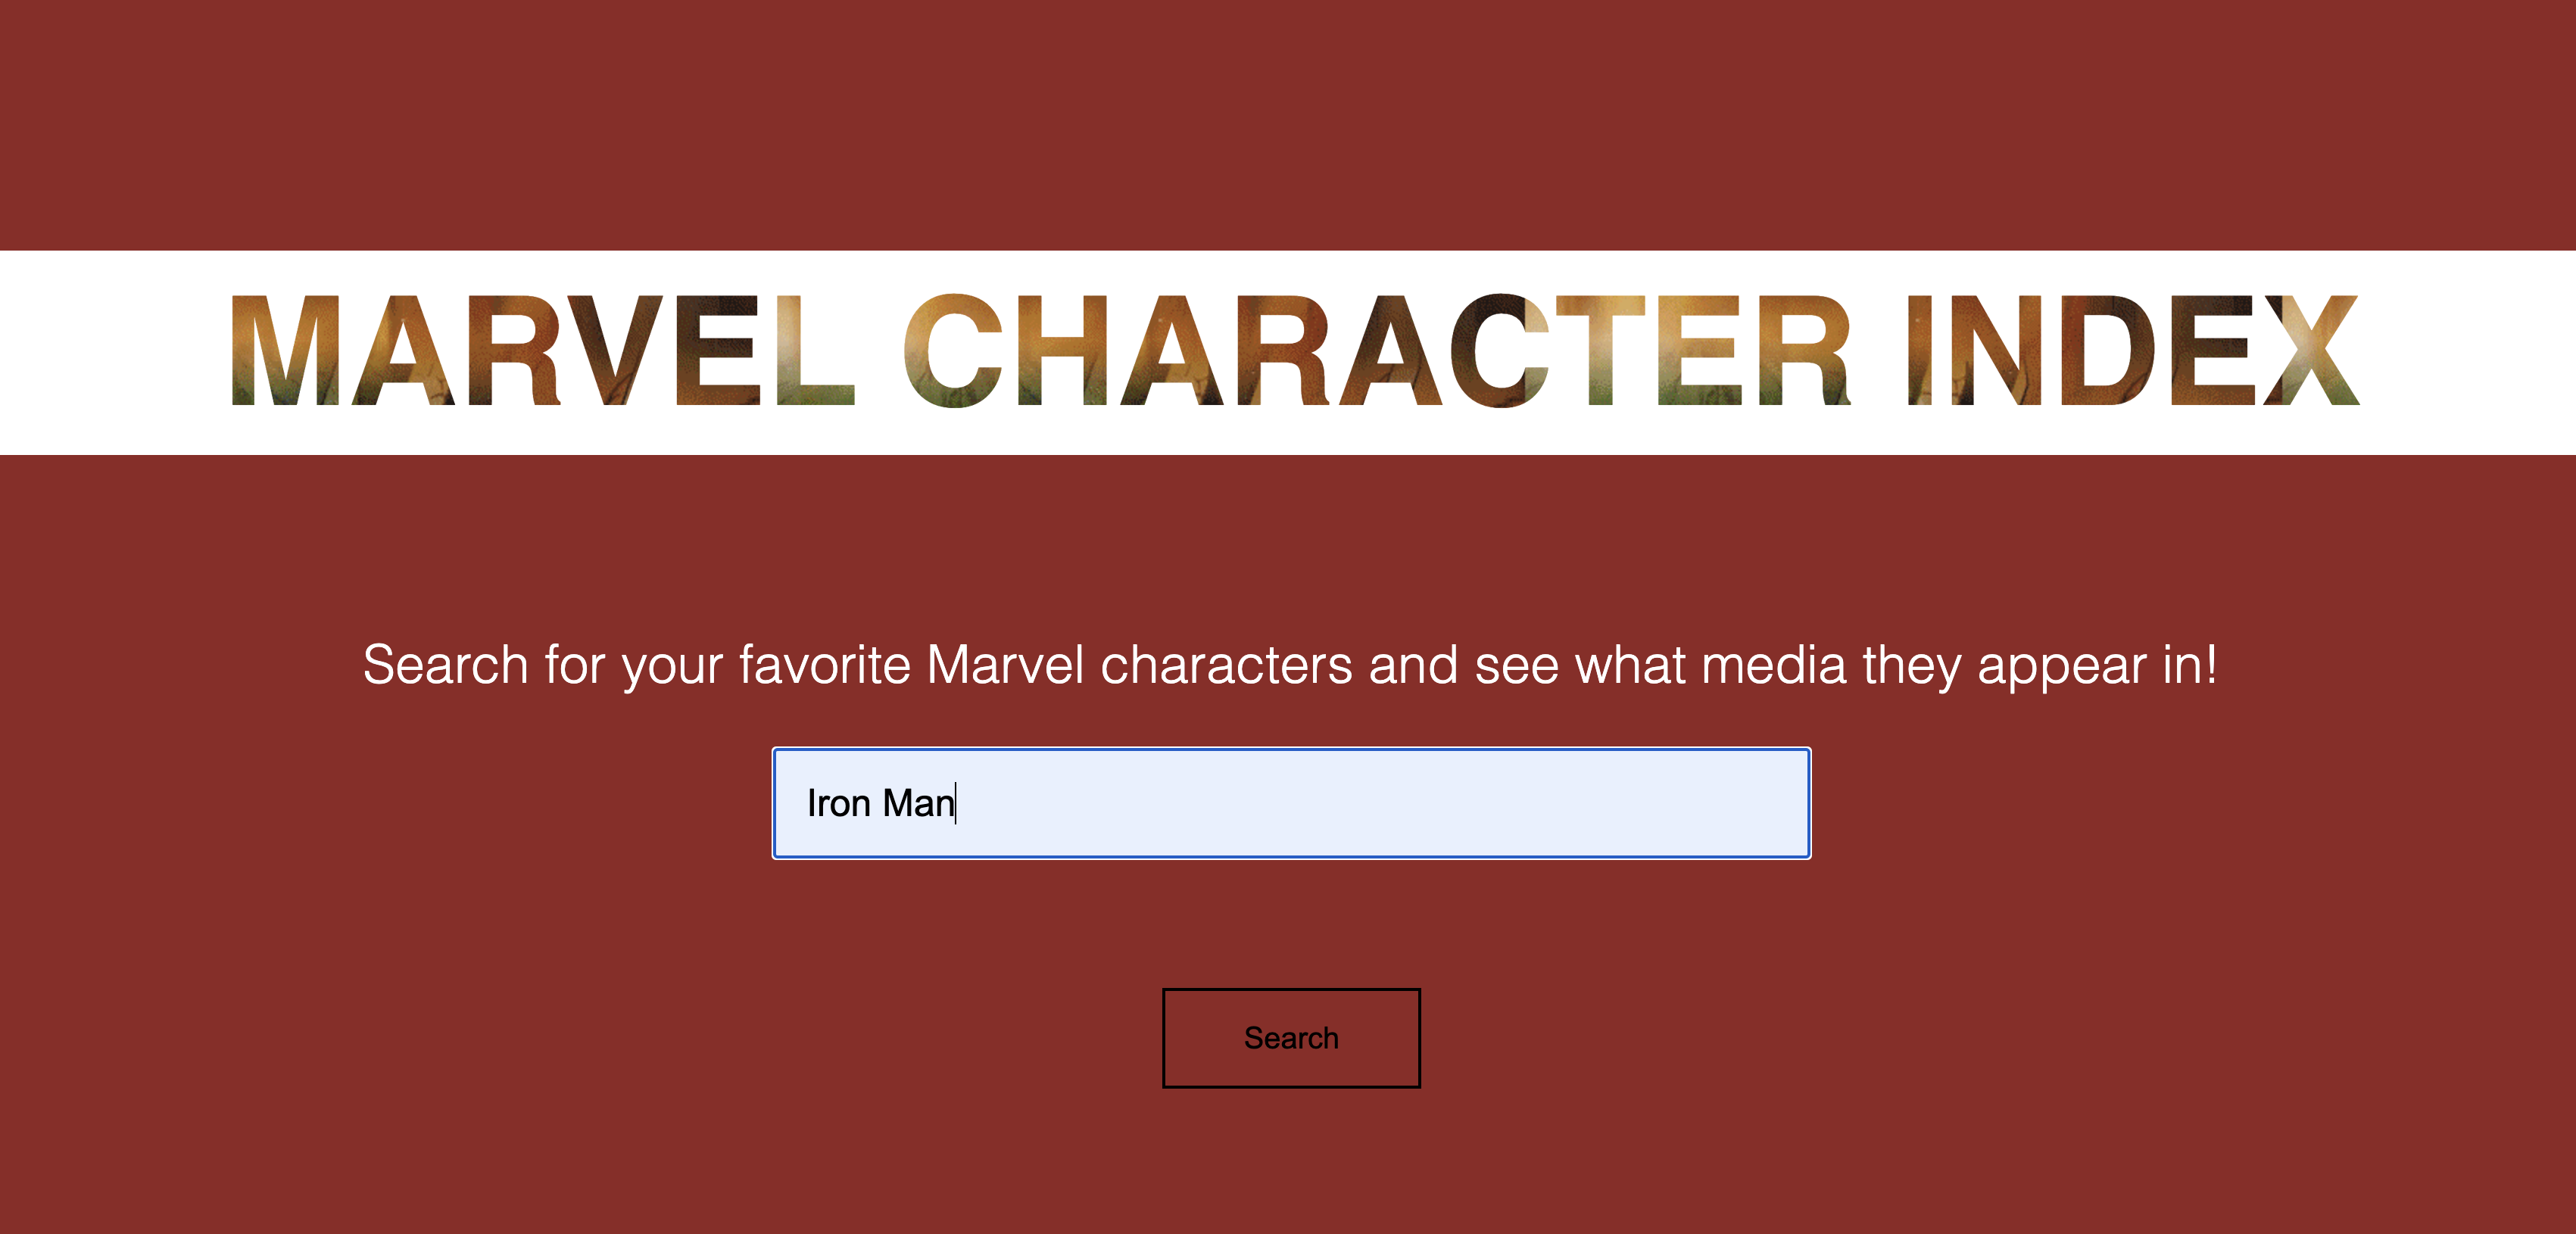 MARVEL CHARACTER INDEX
Search for your favorite Marvel characters and see what media they appear in!
Iron Man
Search